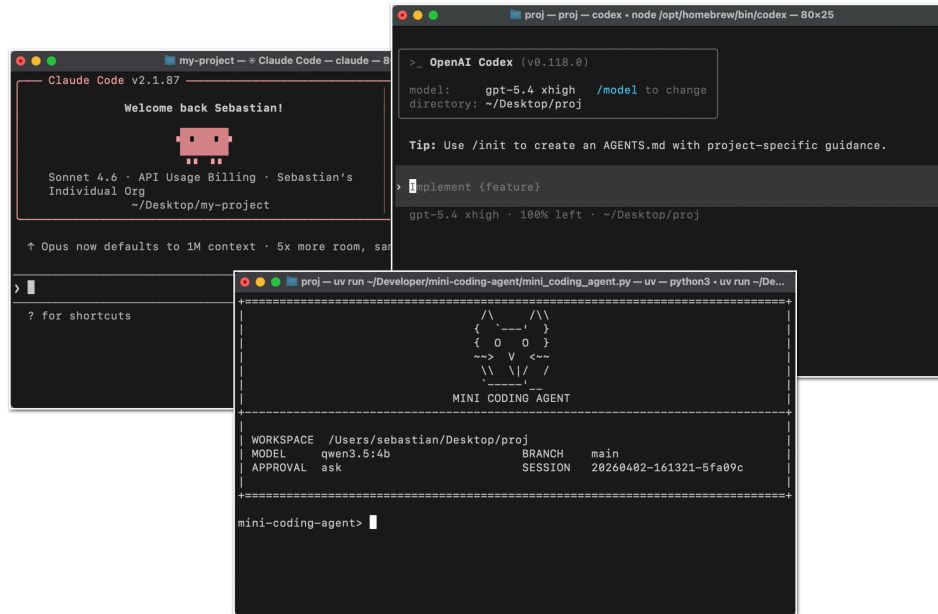 my-project — ✳ Claude Code — claude — 8
Claude Code v2.1.87
Welcome back Sebastian!
Sonnet 4.6 · API Usage Billing · Sebastian's
Individual Org
~/Desktop/my-project
↑ Opus now defaults to 1M context · 5x more room,
❯
? for shortcuts
proj — proj — codex ◂ node /opt/homebrew/bin/codex — 80×25
>_ OpenAI Codex (v0.118.0)
model: gpt-5.4 xhigh /model to change
directory: ~/Desktop/proj
Tip: Use /init to create an AGENTS.md with project-specific guidance.
› Implement {feature}
gpt-5.4 xhigh · 100% left · ~/Desktop/proj
proj — uv run ~/Developer/mini-coding-agent/mini_coding_agent.py — uv — python3 ◂ uv run ~/De...
MINI CODING AGENT
WORKSPACE /Users/sebastian/Desktop/proj
MODEL qwen3.5:4b BRANCH main
APPROVAL ask SESSION 20260402-161321-5fa09c
mini-coding-agent>